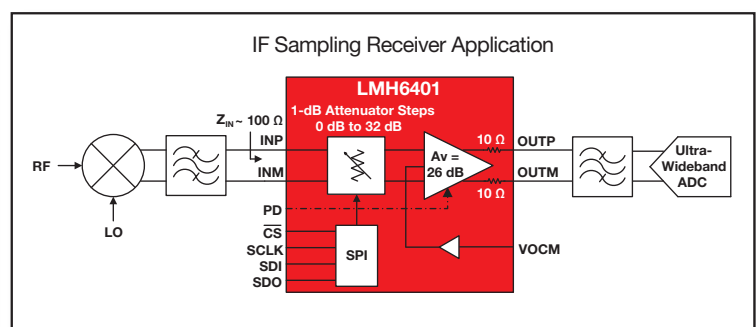 IF Sampling Receiver Application
LMH6401
1-dB Attenuator Steps
0 dB to 32 dB
Z_IN ~ 100 Ω
INP
INM
RF
LO
Av =
26 dB
10 Ω
10 Ω
OUTP
OUTM
Ultra-
Wideband
ADC
PD
CS
SCLK
SDI
SDO
SPI
VOCM